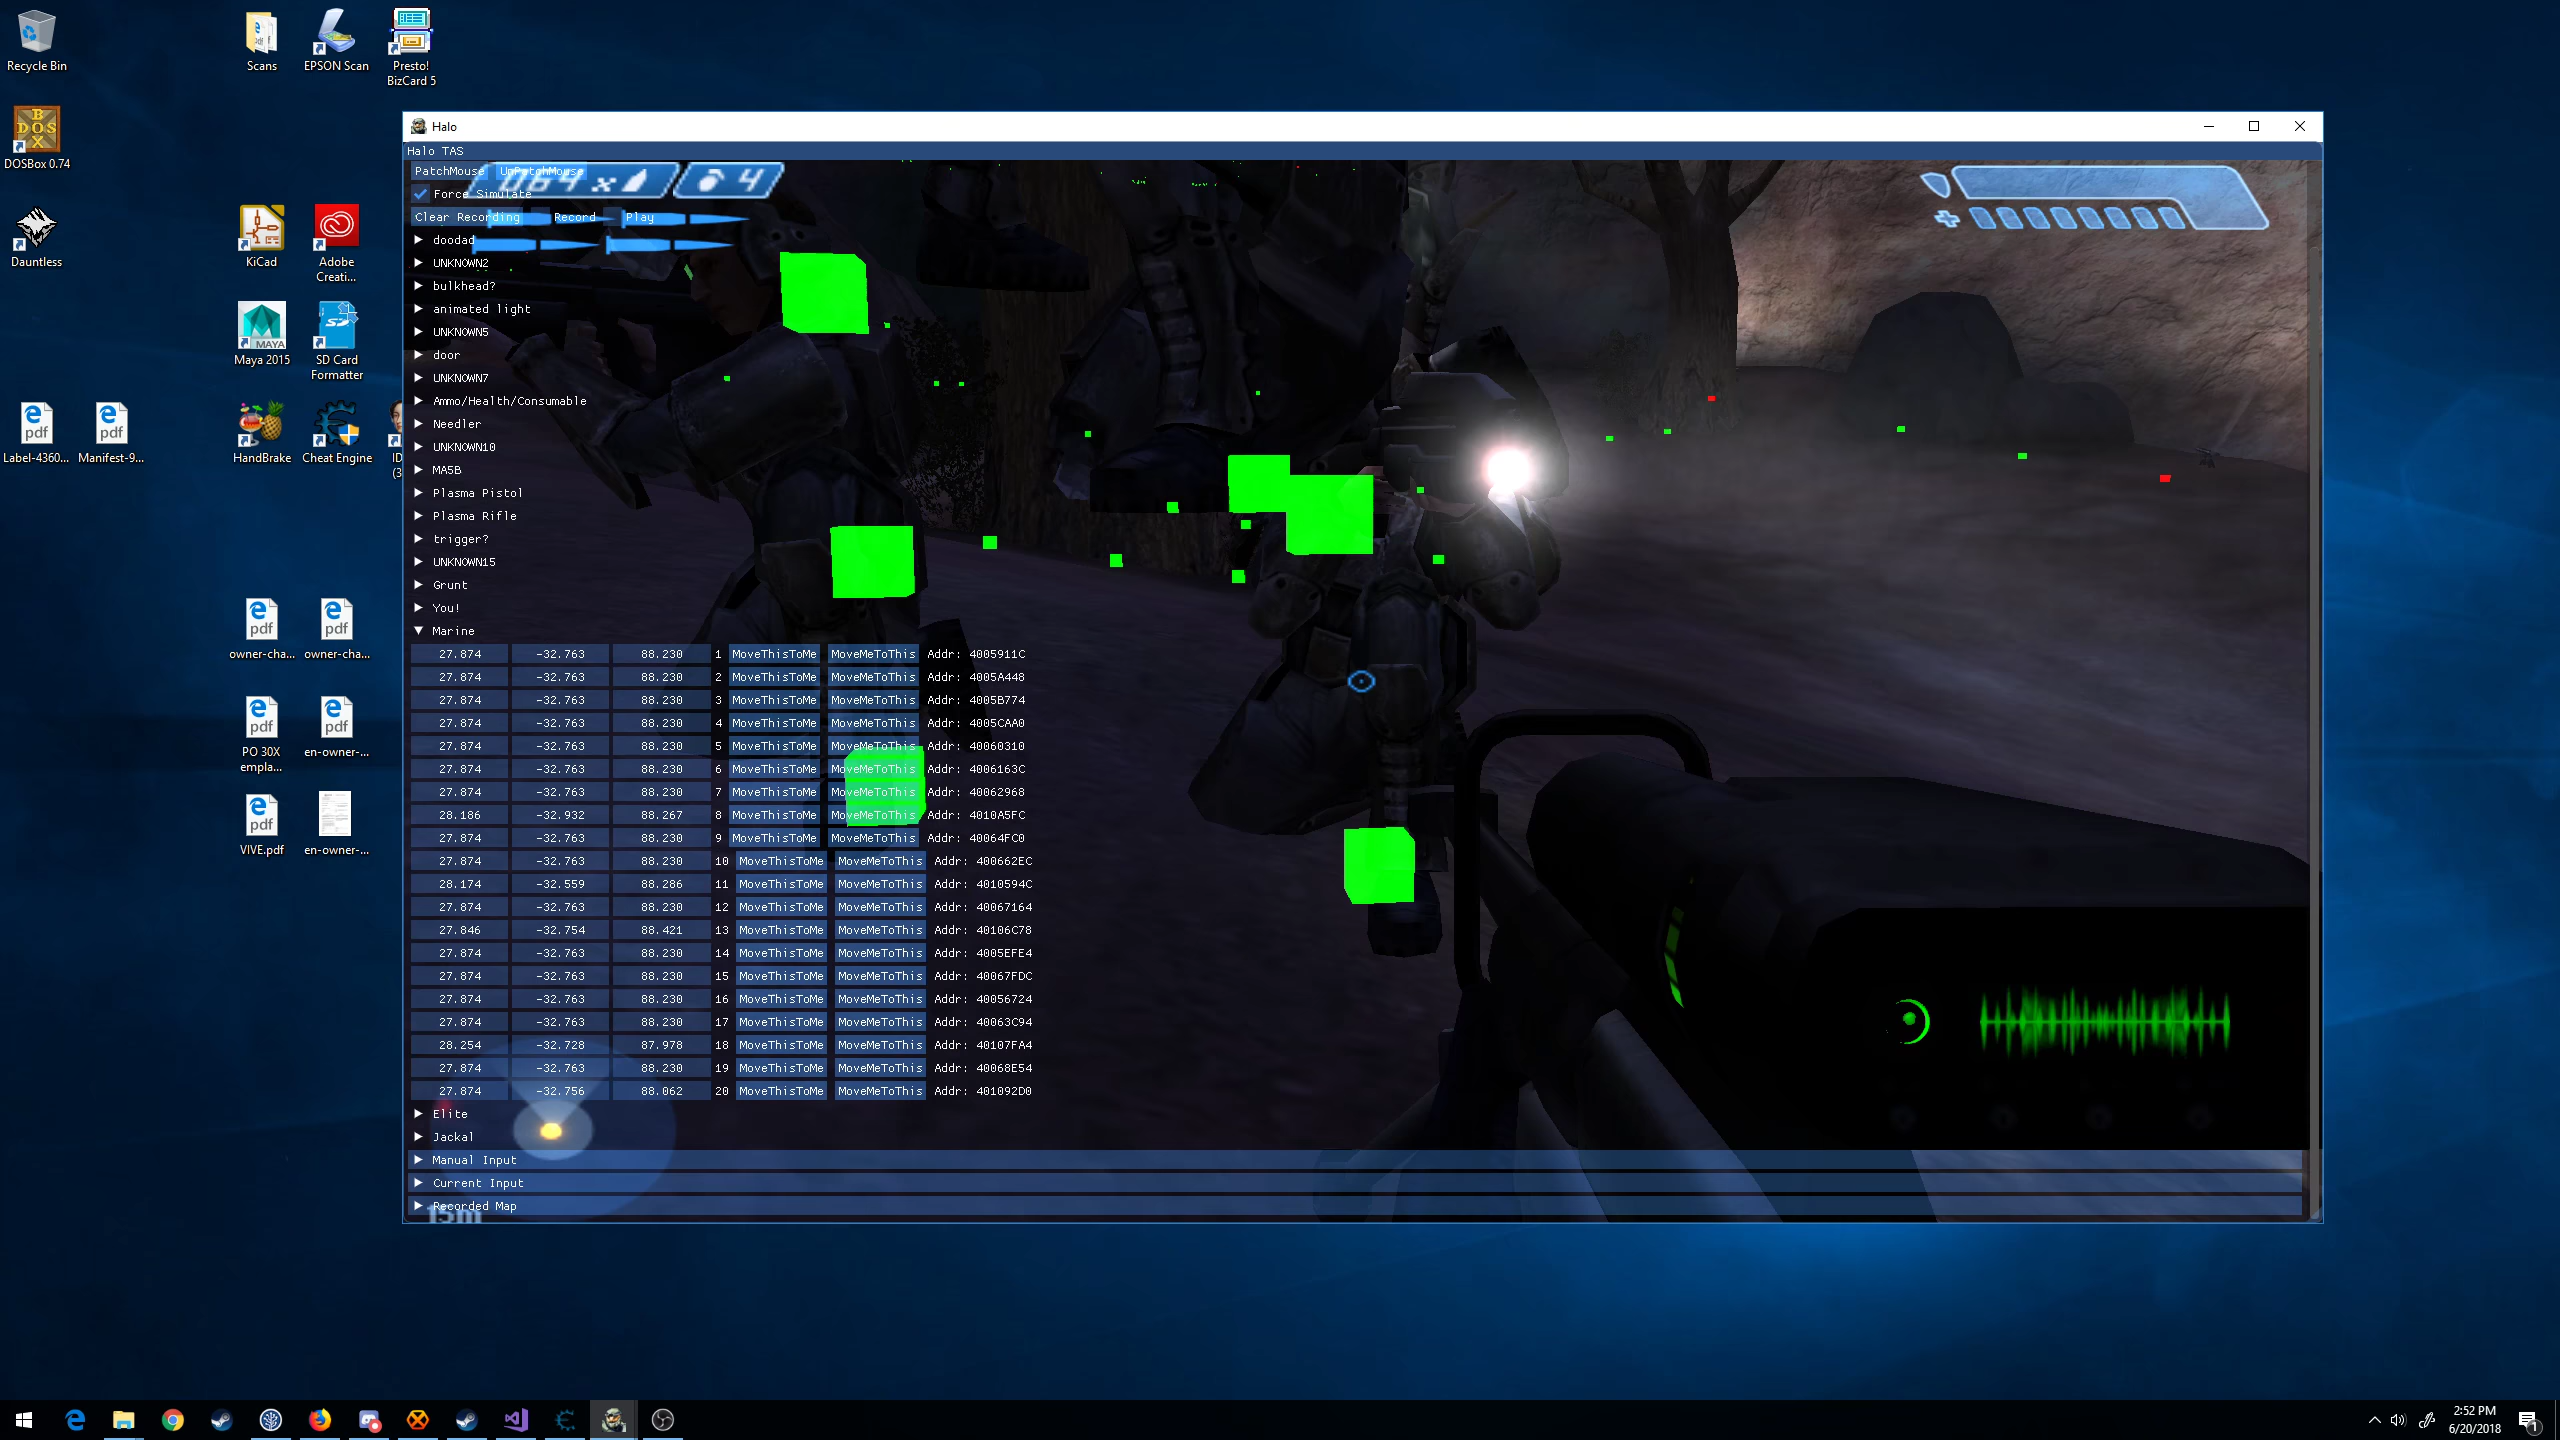 Recycle Bin
Scans
EPSON Scan
Presto! BizCard 5
DOSBox 0.74
Dauntless
KiCad
Adobe Creati...
Maya 2015
SD Card Formatter
Label-4360...
Manifest-9...
HandBrake
Cheat Engine
ID
(3
owner-cha...
owner-cha...
PO 30X empla...
en-owner-...
VIVE.pdf
en-owner-...
Halo
Halo TAS
PatchMouse UnPatchMouse
Force Simulate
Clear Recording Record Play
doodad
UNKNOWN2
bulkhead?
animated light
UNKNOWN5
door
UNKNOWN7
Ammo/Health/Consumable
Needler
UNKNOWN10
MA5B
Plasma Pistol
Plasma Rifle
trigger?
UNKNOWN15
Grunt
You!
Marine
27.874 -32.763 88.230 1 MoveThisToMe MoveMeToThis Addr: 4005911C
27.874 -32.763 88.230 2 MoveThisToMe MoveMeToThis Addr: 4005A448
27.874 -32.763 88.230 3 MoveThisToMe MoveMeToThis Addr: 4005B774
27.874 -32.763 88.230 4 MoveThisToMe MoveMeToThis Addr: 4005CAA0
27.874 -32.763 88.230 5 MoveThisToMe MoveMeToThis Addr: 40060310
27.874 -32.763 88.230 6 MoveThisToMe MoveMeToThis Addr: 4006163C
27.874 -32.763 88.230 7 MoveThisToMe MoveMeToThis Addr: 40062968
28.186 -32.932 88.267 8 MoveThisToMe MoveMeToThis Addr: 4010A5FC
27.874 -32.763 88.230 9 MoveThisToMe MoveMeToThis Addr: 40064FC0
27.874 -32.763 88.230 10 MoveThisToMe MoveMeToThis Addr: 400662EC
28.174 -32.559 88.286 11 MoveThisToMe MoveMeToThis Addr: 4010594C
27.874 -32.763 88.230 12 MoveThisToMe MoveMeToThis Addr: 40067164
27.846 -32.754 88.421 13 MoveThisToMe MoveMeToThis Addr: 40106C78
27.874 -32.763 88.230 14 MoveThisToMe MoveMeToThis Addr: 4005EFE4
27.874 -32.763 88.230 15 MoveThisToMe MoveMeToThis Addr: 40067FDC
27.874 -32.763 88.230 16 MoveThisToMe MoveMeToThis Addr: 40056724
27.874 -32.763 88.230 17 MoveThisToMe MoveMeToThis Addr: 40063C94
28.254 -32.728 87.978 18 MoveThisToMe MoveMeToThis Addr: 40107FA4
27.874 -32.763 88.230 19 MoveThisToMe MoveMeToThis Addr: 40068E54
27.874 -32.756 88.062 20 MoveThisToMe MoveMeToThis Addr: 401092D0
Elite
Jackal
Manual Input
Current Input
Recorded Map
15m
064 x
4
2:52 PM
6/20/2018
1